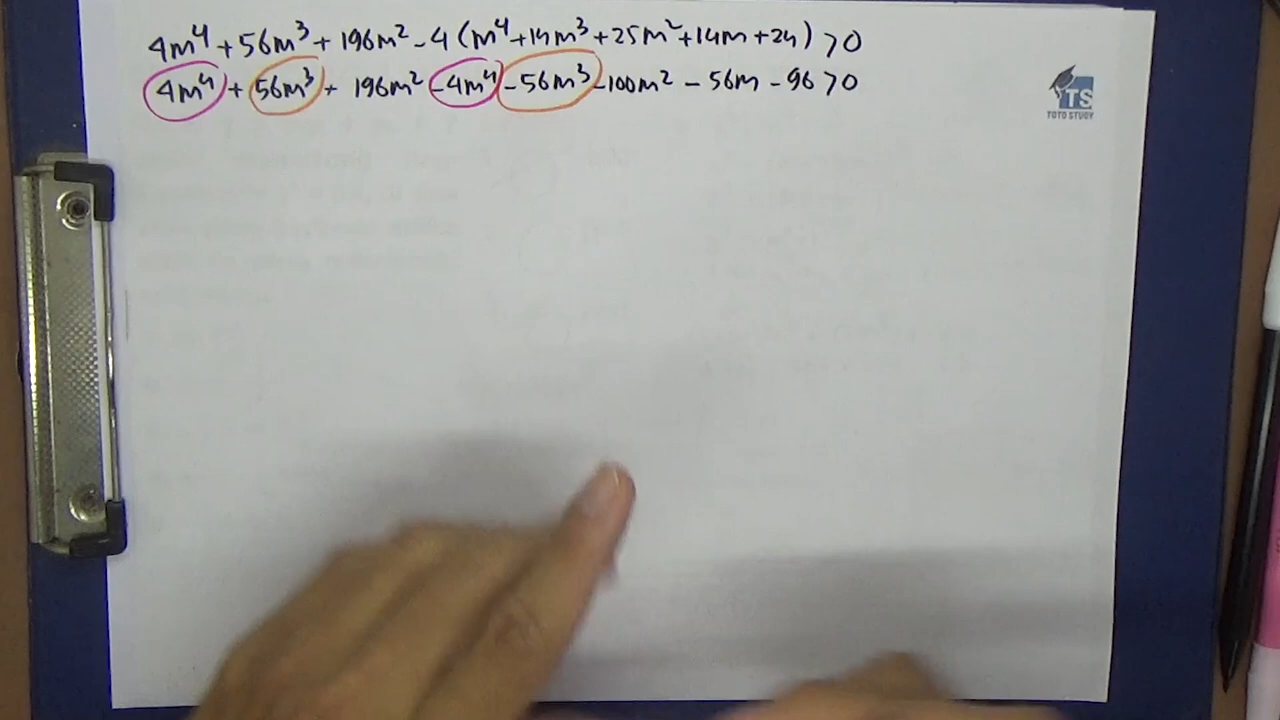 4m⁴ + 56m³ + 196m² - 4 (m⁴ + 14m³ + 25m² + 14m + 24) > 0
4m⁴ + 56m³ + 196m² - 4m⁴ - 56m³ - 100m² - 56m - 96 > 0
TS
TOTO STUDY